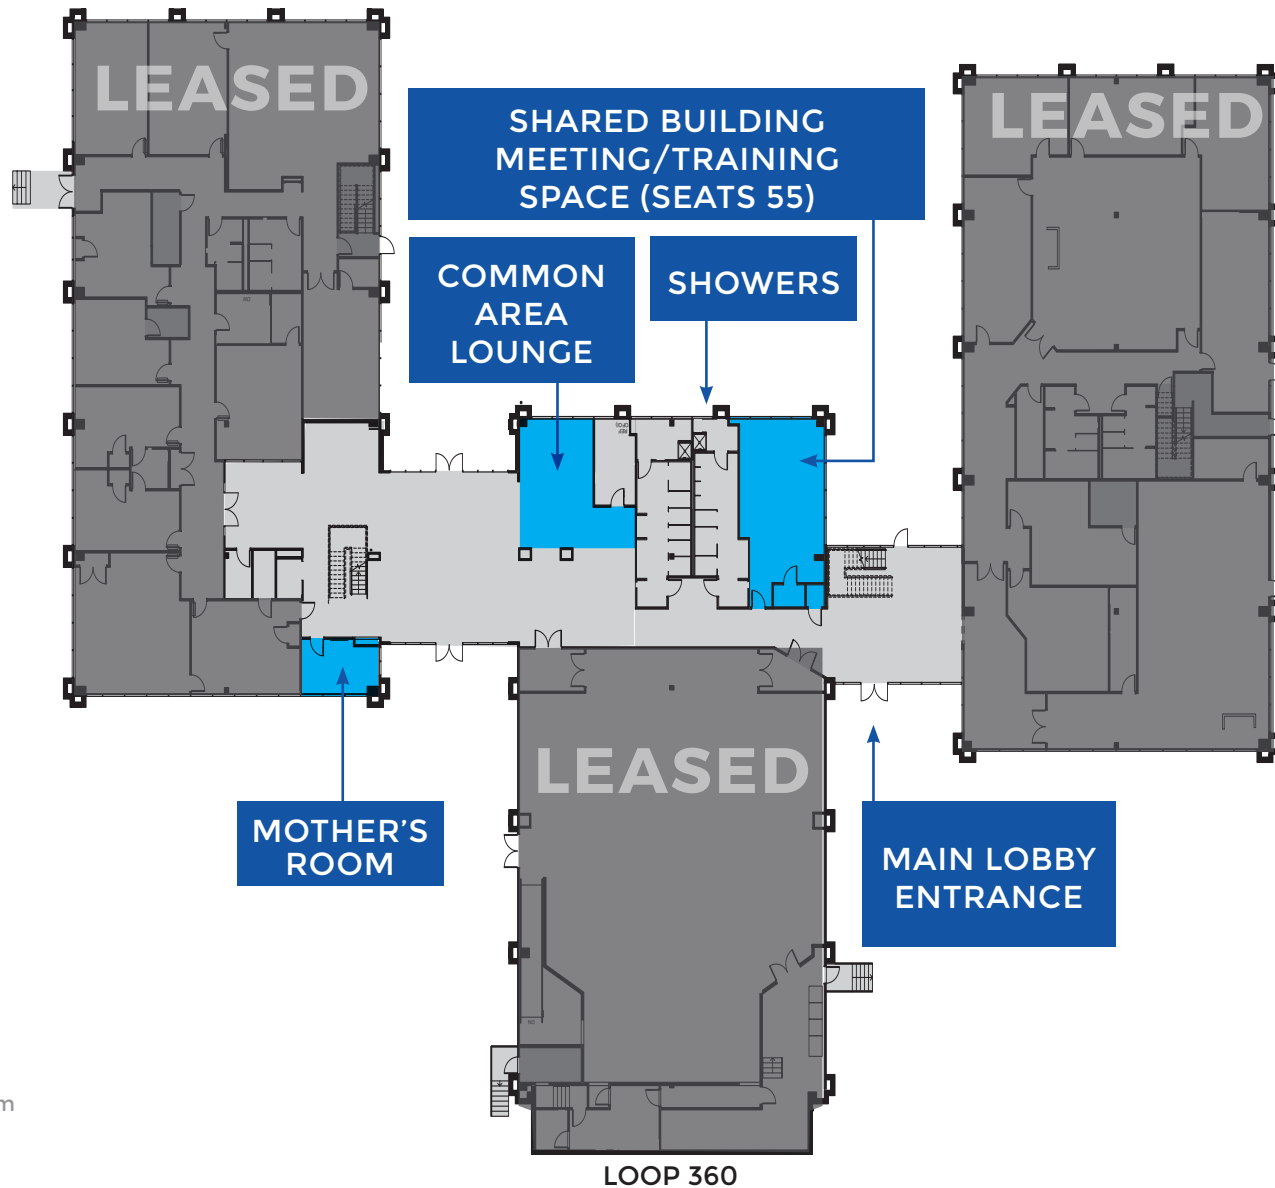 LEASED
LEASED
SHARED BUILDING
MEETING/TRAINING
SPACE (SEATS 55)
COMMON
AREA
LOUNGE
SHOWERS
MOTHER'S
ROOM
LEASED
MAIN LOBBY
ENTRANCE
LOOP 360